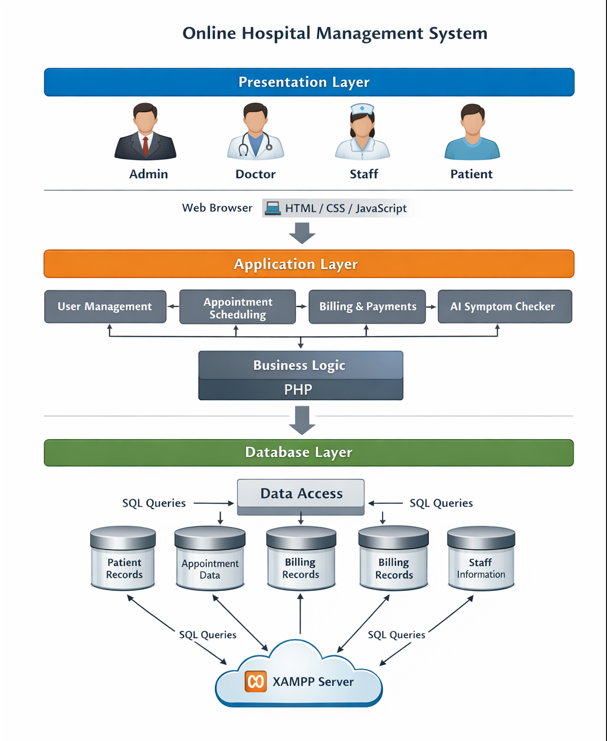 Online Hospital Management System
Presentation Layer
Admin
Doctor
Staff
Patient
Web Browser
HTML / CSS / JavaScript
Application Layer
User Management
Appointment
Scheduling
Billing & Payments
AI Symptom Checker
Business Logic
PHP
Database Layer
SQL Queries
Data Access
SQL Queries
Patient
Records
Appointment
Data
Billing
Records
Billing
Records
Staff
Information
SQL Queries
SQL Queries
XAMPP Server